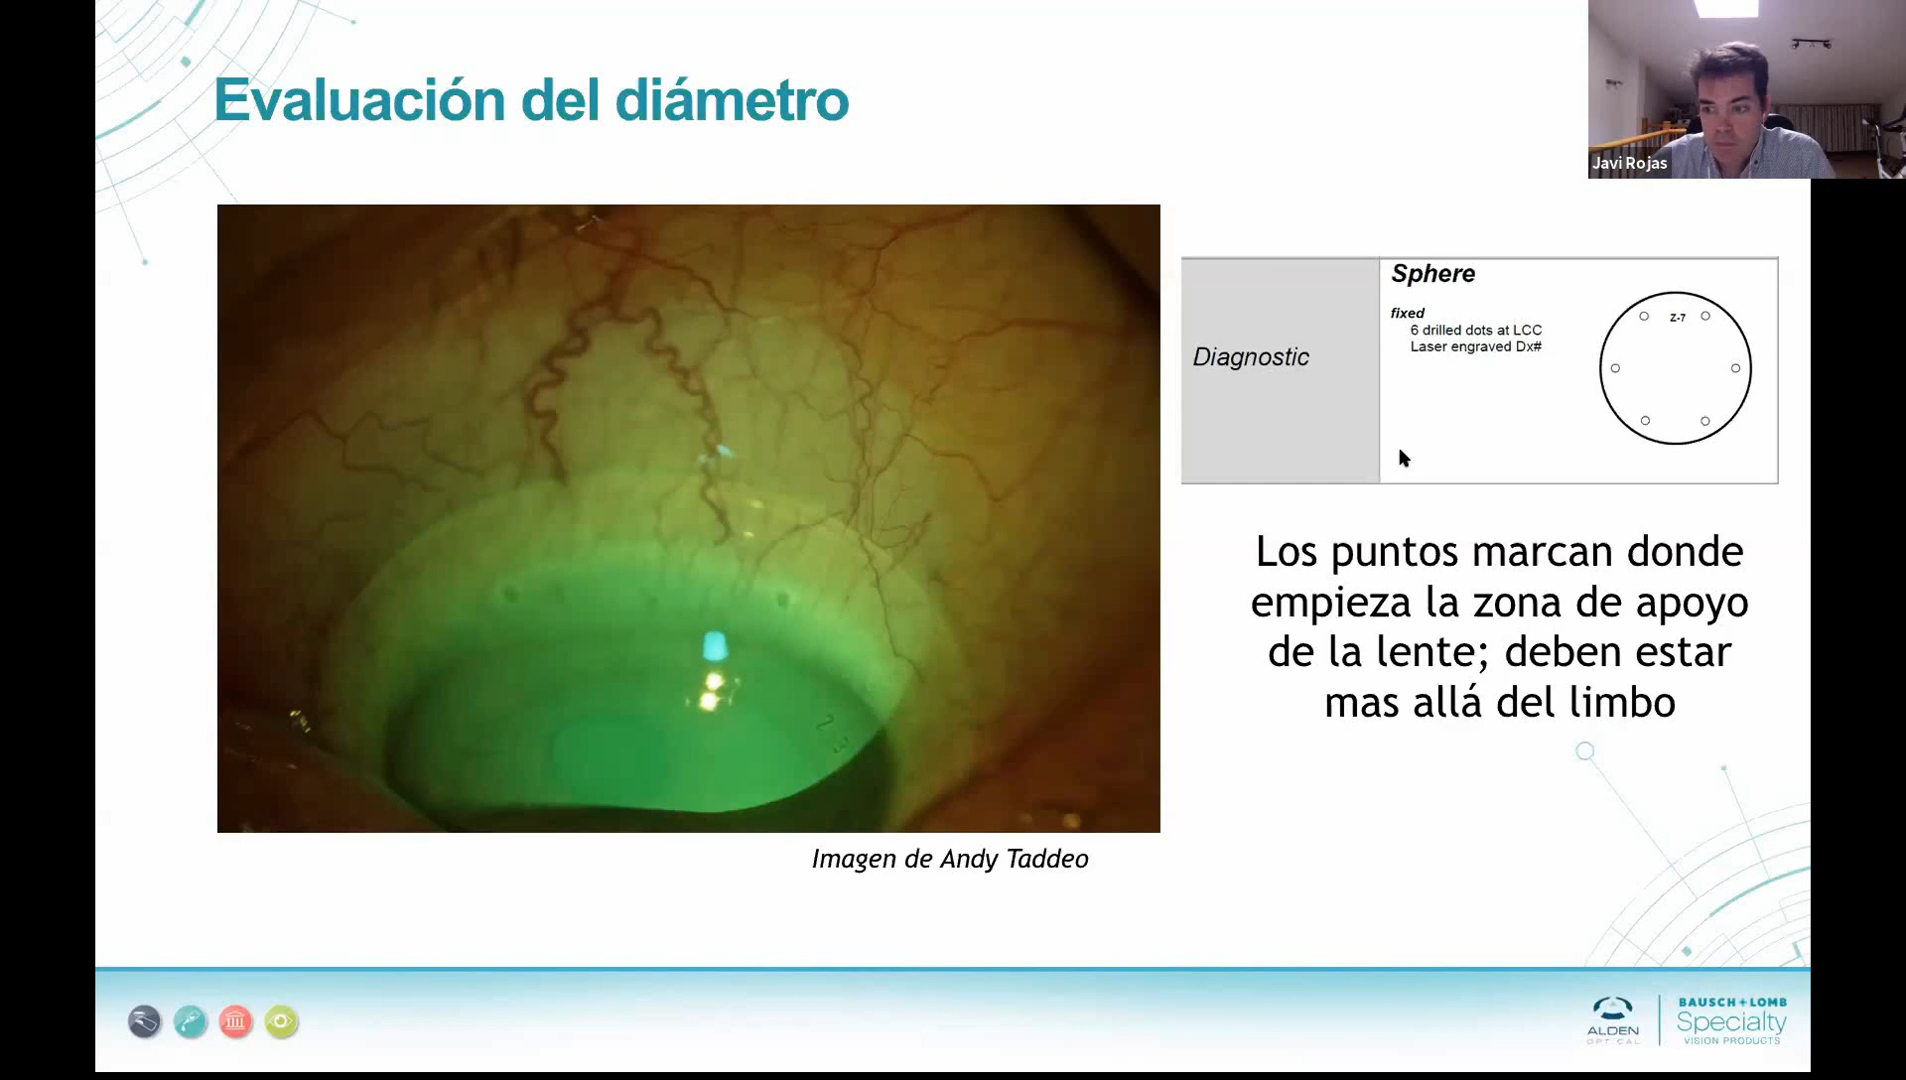 Evaluación del diámetro
Javi Rojas
Sphere
fixed
6 drilled dots at LCC
Laser engraved Dx#
Z-7
Diagnostic
Los puntos marcan donde
empieza la zona de apoyo
de la lente; deben estar
mas allá del limbo
Imagen de Andy Taddeo
ALDEN
OPTICAL
BAUSCH + LOMB
Specialty
VISION PRODUCTS